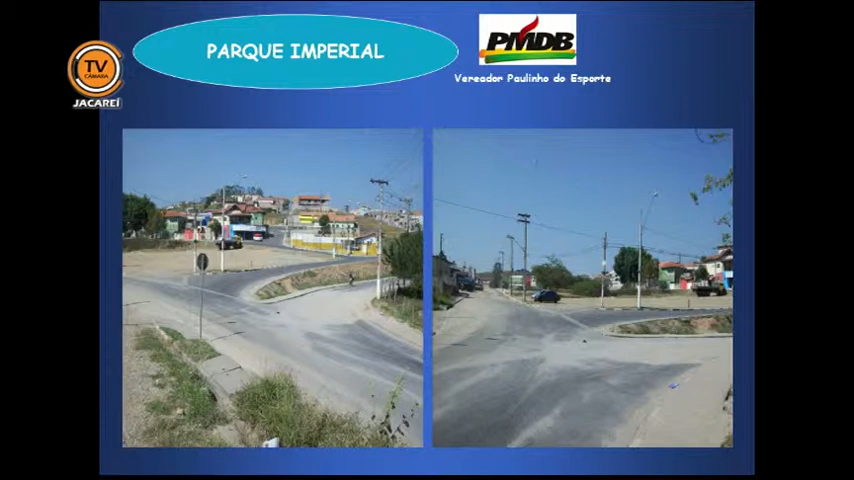 PARQUE IMPERIAL
PMDB
Vereador Paulinho do Esporte
TV
CÂMARA
JACAREÍ